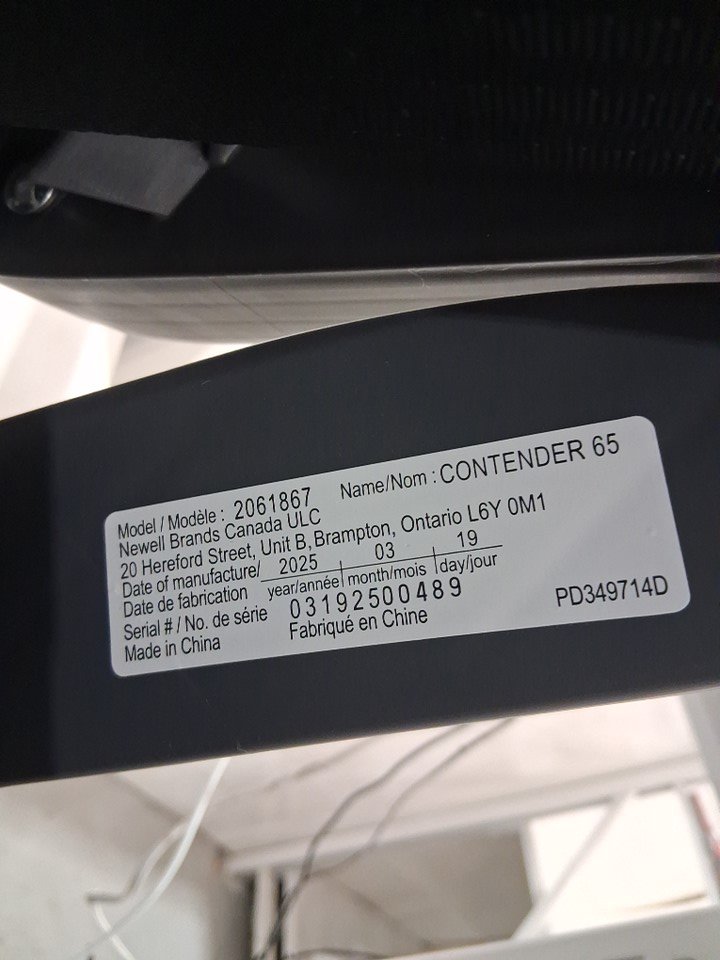 Model / Modèle : 2061867 Name/Nom : CONTENDER 65
Newell Brands Canada ULC
20 Hereford Street, Unit B, Brampton, Ontario L6Y 0M1
Date of manufacture/ 2025 03 19
Date de fabrication year/année month/mois day/jour
Serial # / No. de série 03192500489
Made in China Fabriqué en Chine PD349714D